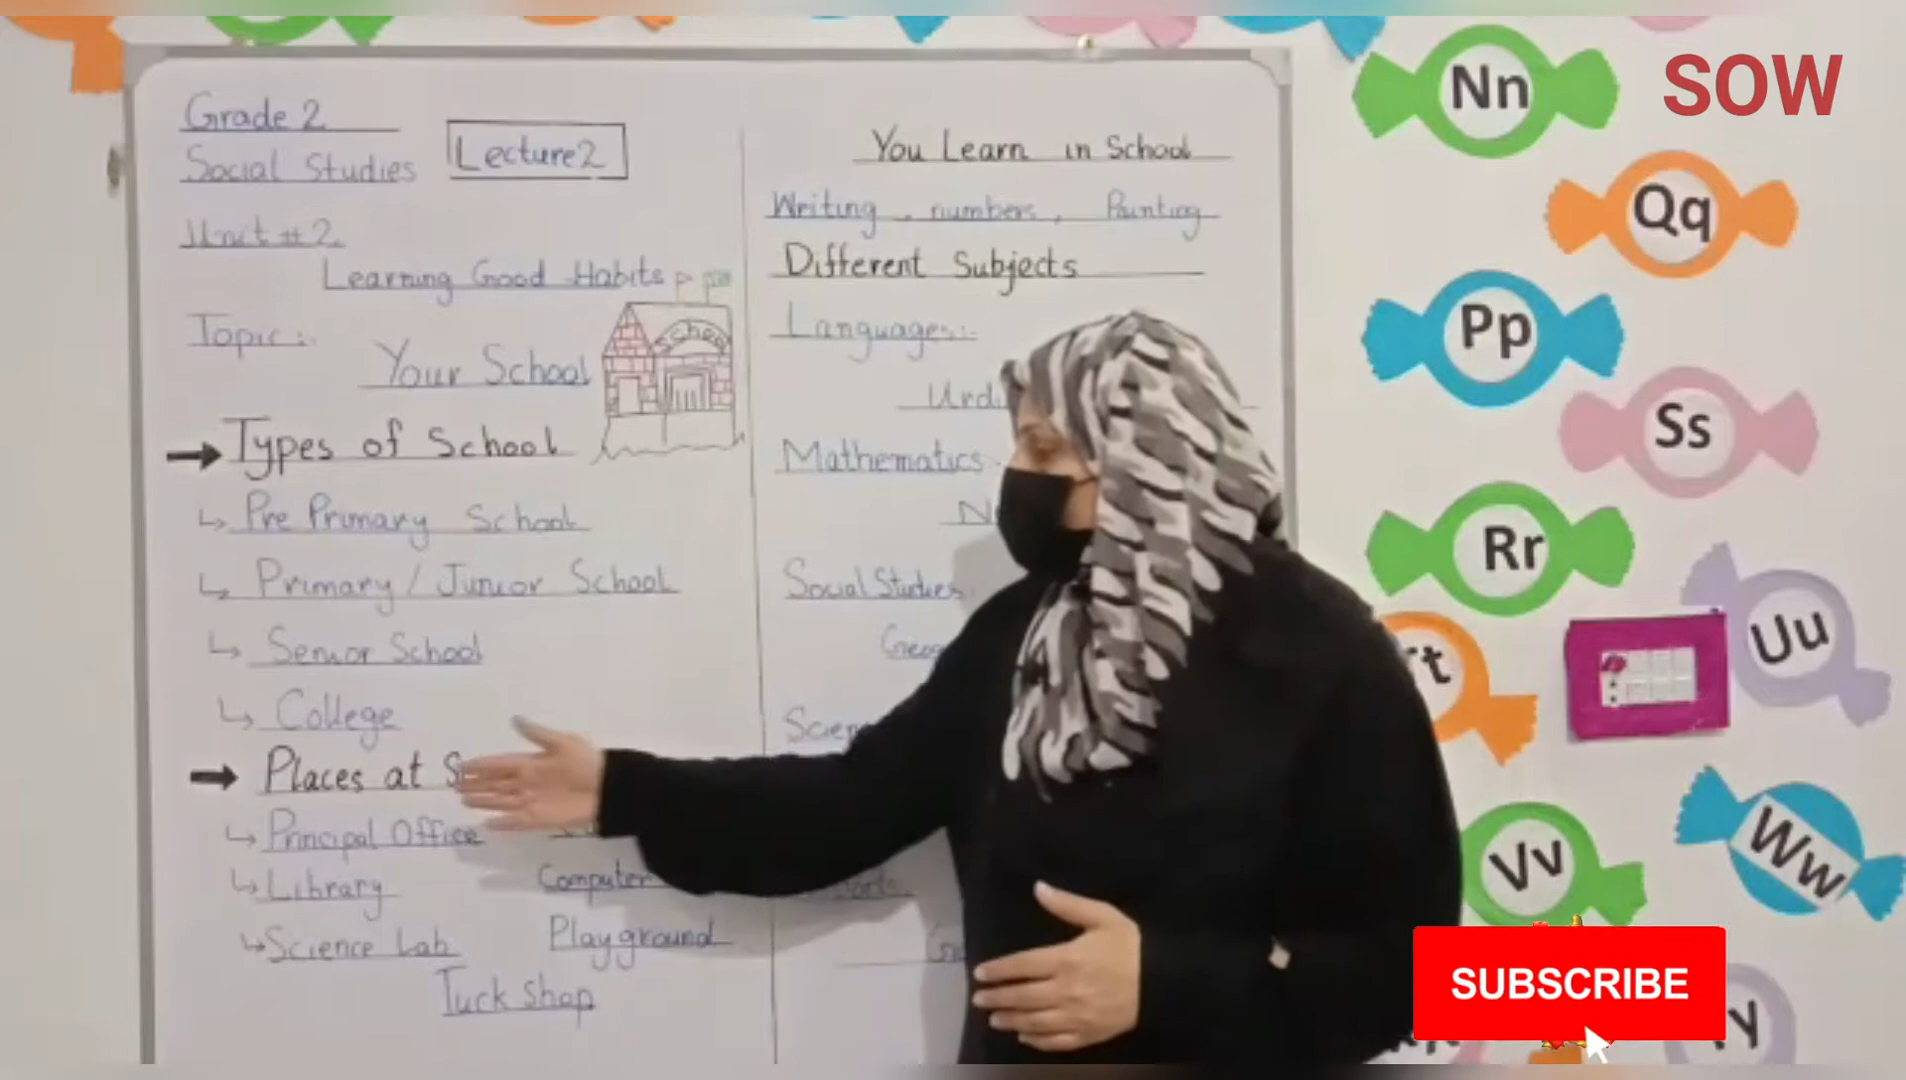 Grade 2
Social Studies
Lecture 2
Unit # 2
Learning Good Habits
Topic :-
Your School
School
Types of School
Pre Primary School
Primary / Junior School
Senior School
College
Places at S
Principal Office
Library
Computer
Science Lab
Playground
Tuck Shop
You Learn in School
Writing , numbers , Painting
Different Subjects
Languages:-
Urd
Mathematics
N
Social Studies
Geog
Scien
Nn
Qq
Pp
Ss
Rr
Uu
t
Vv
Ww
y
SOW
SUBSCRIBE